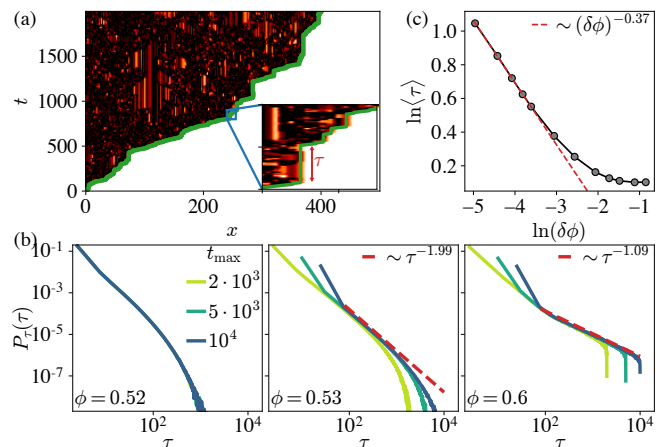 (a)
2000
1500
1000
500
0
t
0
200
400
x
τ
(c)
1.0
0.8
0.6
0.4
0.2
ln⟨τ⟩
−5
−4
−3
−2
−1
ln(δϕ)
∼ (δϕ)^−0.37
(b)
10^−1
10^−3
10^−5
10^−7
P_τ(τ)
t_max
2 · 10^3
5 · 10^3
10^4
ϕ = 0.52
10^2
10^4
τ
∼ τ^−1.99
ϕ = 0.53
10^2
10^4
τ
∼ τ^−1.09
ϕ = 0.6
10^2
10^4
τ